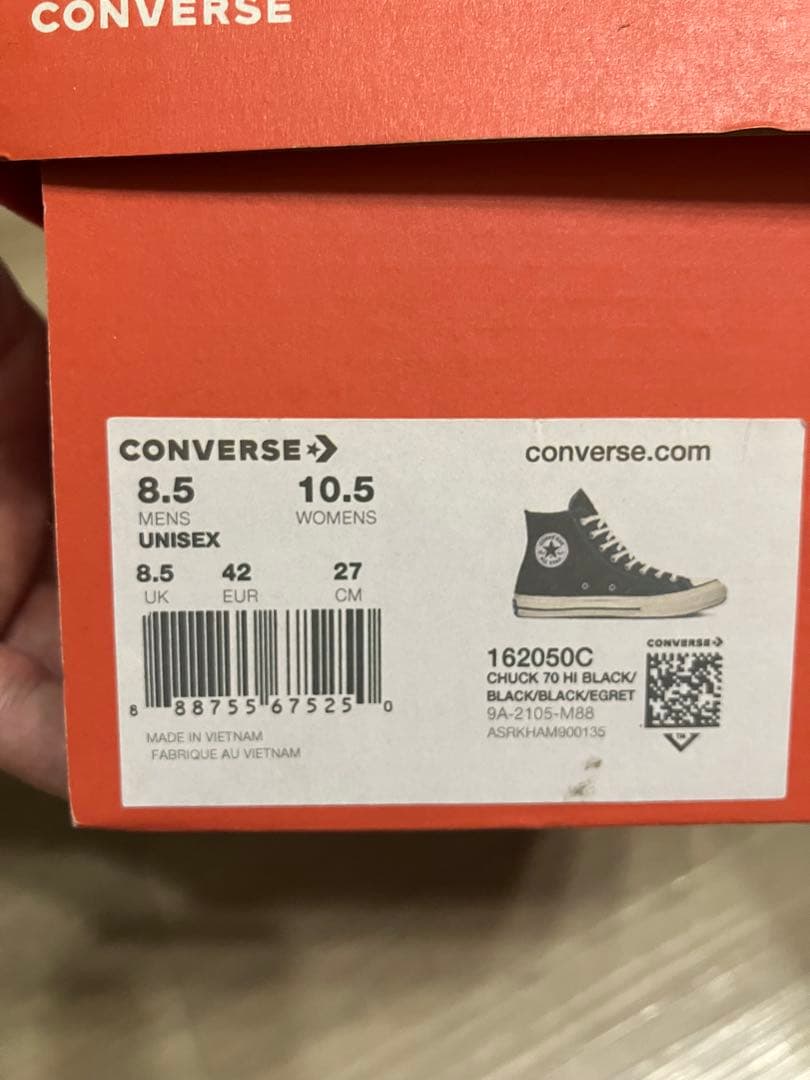 CONVERSE
CONVERSE
converse.com
8.5 10.5
MENS WOMENS
UNISEX
8.5 42 27
UK EUR CM
8 88755 67525 0
MADE IN VIETNAM
FABRIQUE AU VIETNAM
162050C
CHUCK 70 HI BLACK/
BLACK/BLACK/EGRET
9A-2105-M88
ASRKHAM900135
CONVERSE
TM